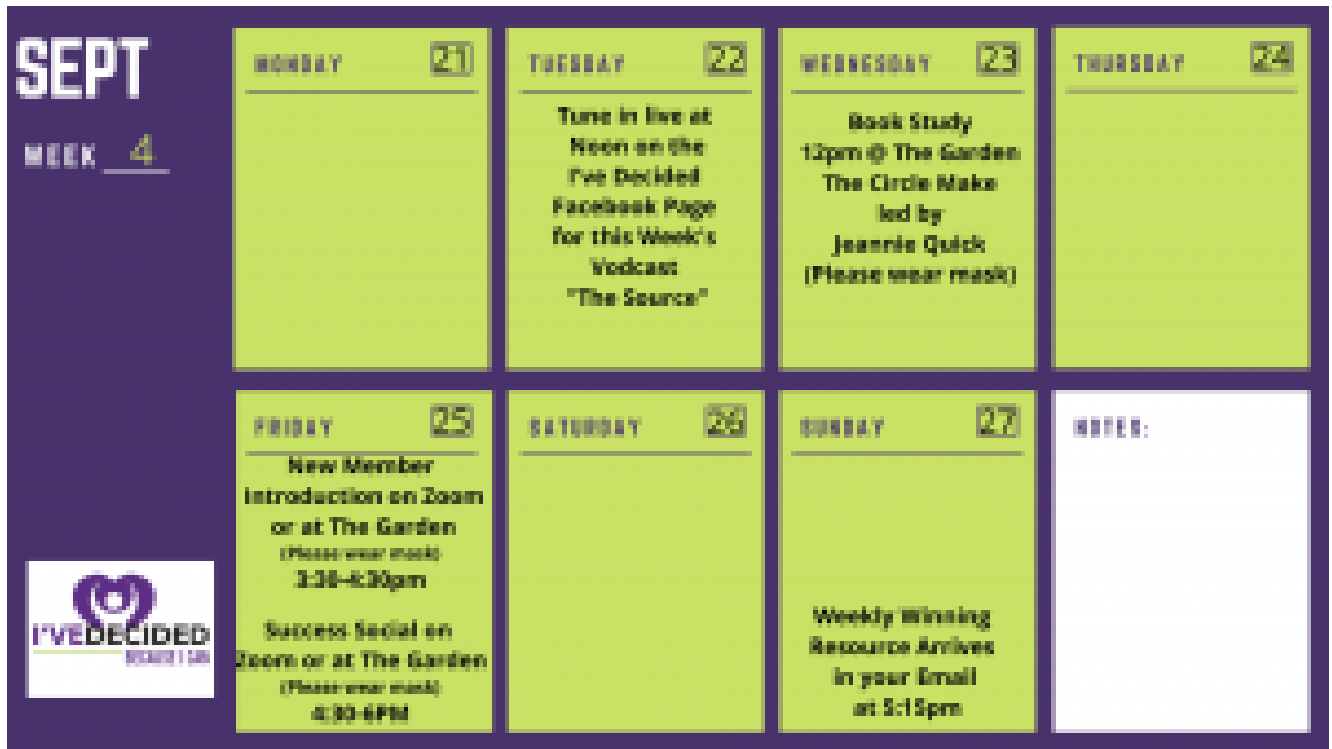 SEPT
WEEK 4
MONDAY 21
TUESDAY 22
Tune in live at
Noon on the
I've Decided
Facebook Page
for this Week's
Vodcast
"The Source"
WEDNESDAY 23
Book Study
12pm @ The Garden
The Circle Make
led by
Jeannie Quick
(Please wear mask)
THURSDAY 24
FRIDAY 25
New Member
Introduction on Zoom
or at The Garden
(Please wear mask)
3:30-4:30pm
Success Social on
Zoom or at The Garden
(Please wear mask)
4:30-6PM
SATURDAY 26
SUNDAY 27
Weekly Winning
Resource Arrives
in your Email
at 5:15pm
NOTES:
I'VEDECIDED
BECAUSE I CAN